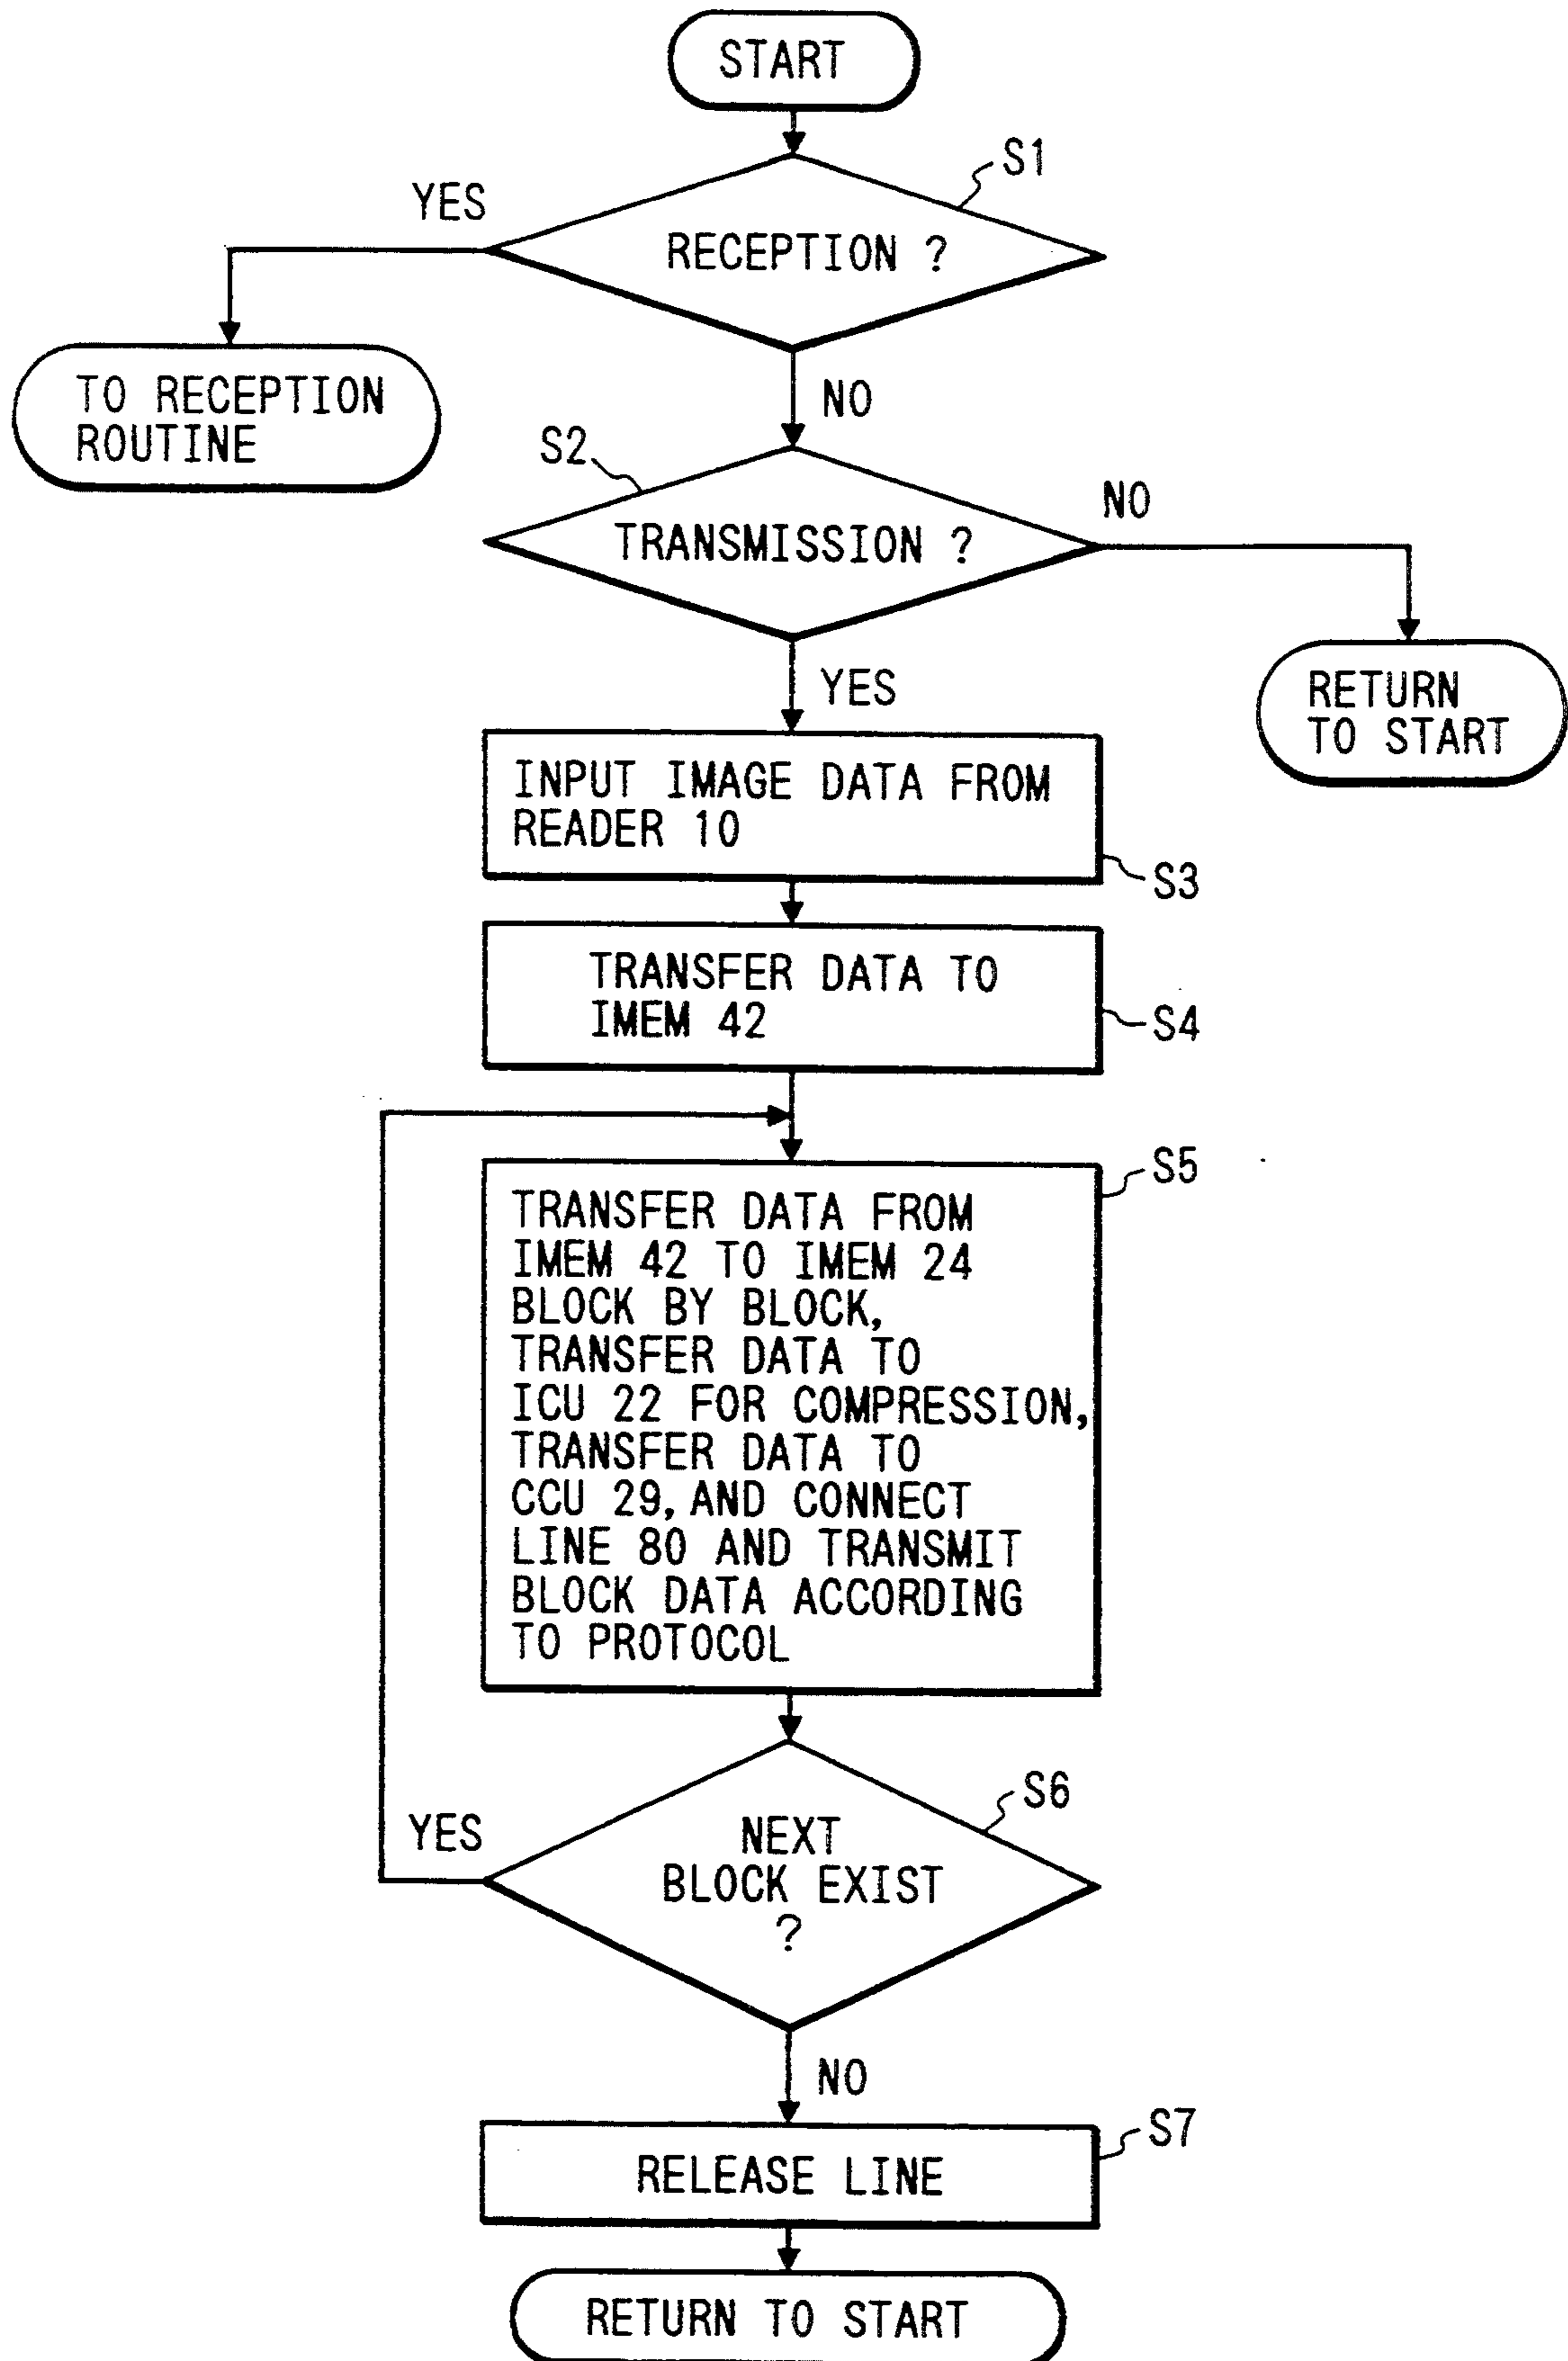 START
S1
YES
RECEPTION ?
TO RECEPTION
ROUTINE
NO
S2
TRANSMISSION ?
NO
YES
RETURN
TO START
INPUT IMAGE DATA FROM
READER 10
S3
TRANSFER DATA TO
IMEM 42
S4
S5
TRANSFER DATA FROM
IMEM 42 TO IMEM 24
BLOCK BY BLOCK,
TRANSFER DATA TO
ICU 22 FOR COMPRESSION,
TRANSFER DATA TO
CCU 29, AND CONNECT
LINE 80 AND TRANSMIT
BLOCK DATA ACCORDING
TO PROTOCOL
S6
YES
NEXT
BLOCK EXIST
?
NO
S7
RELEASE LINE
RETURN TO START